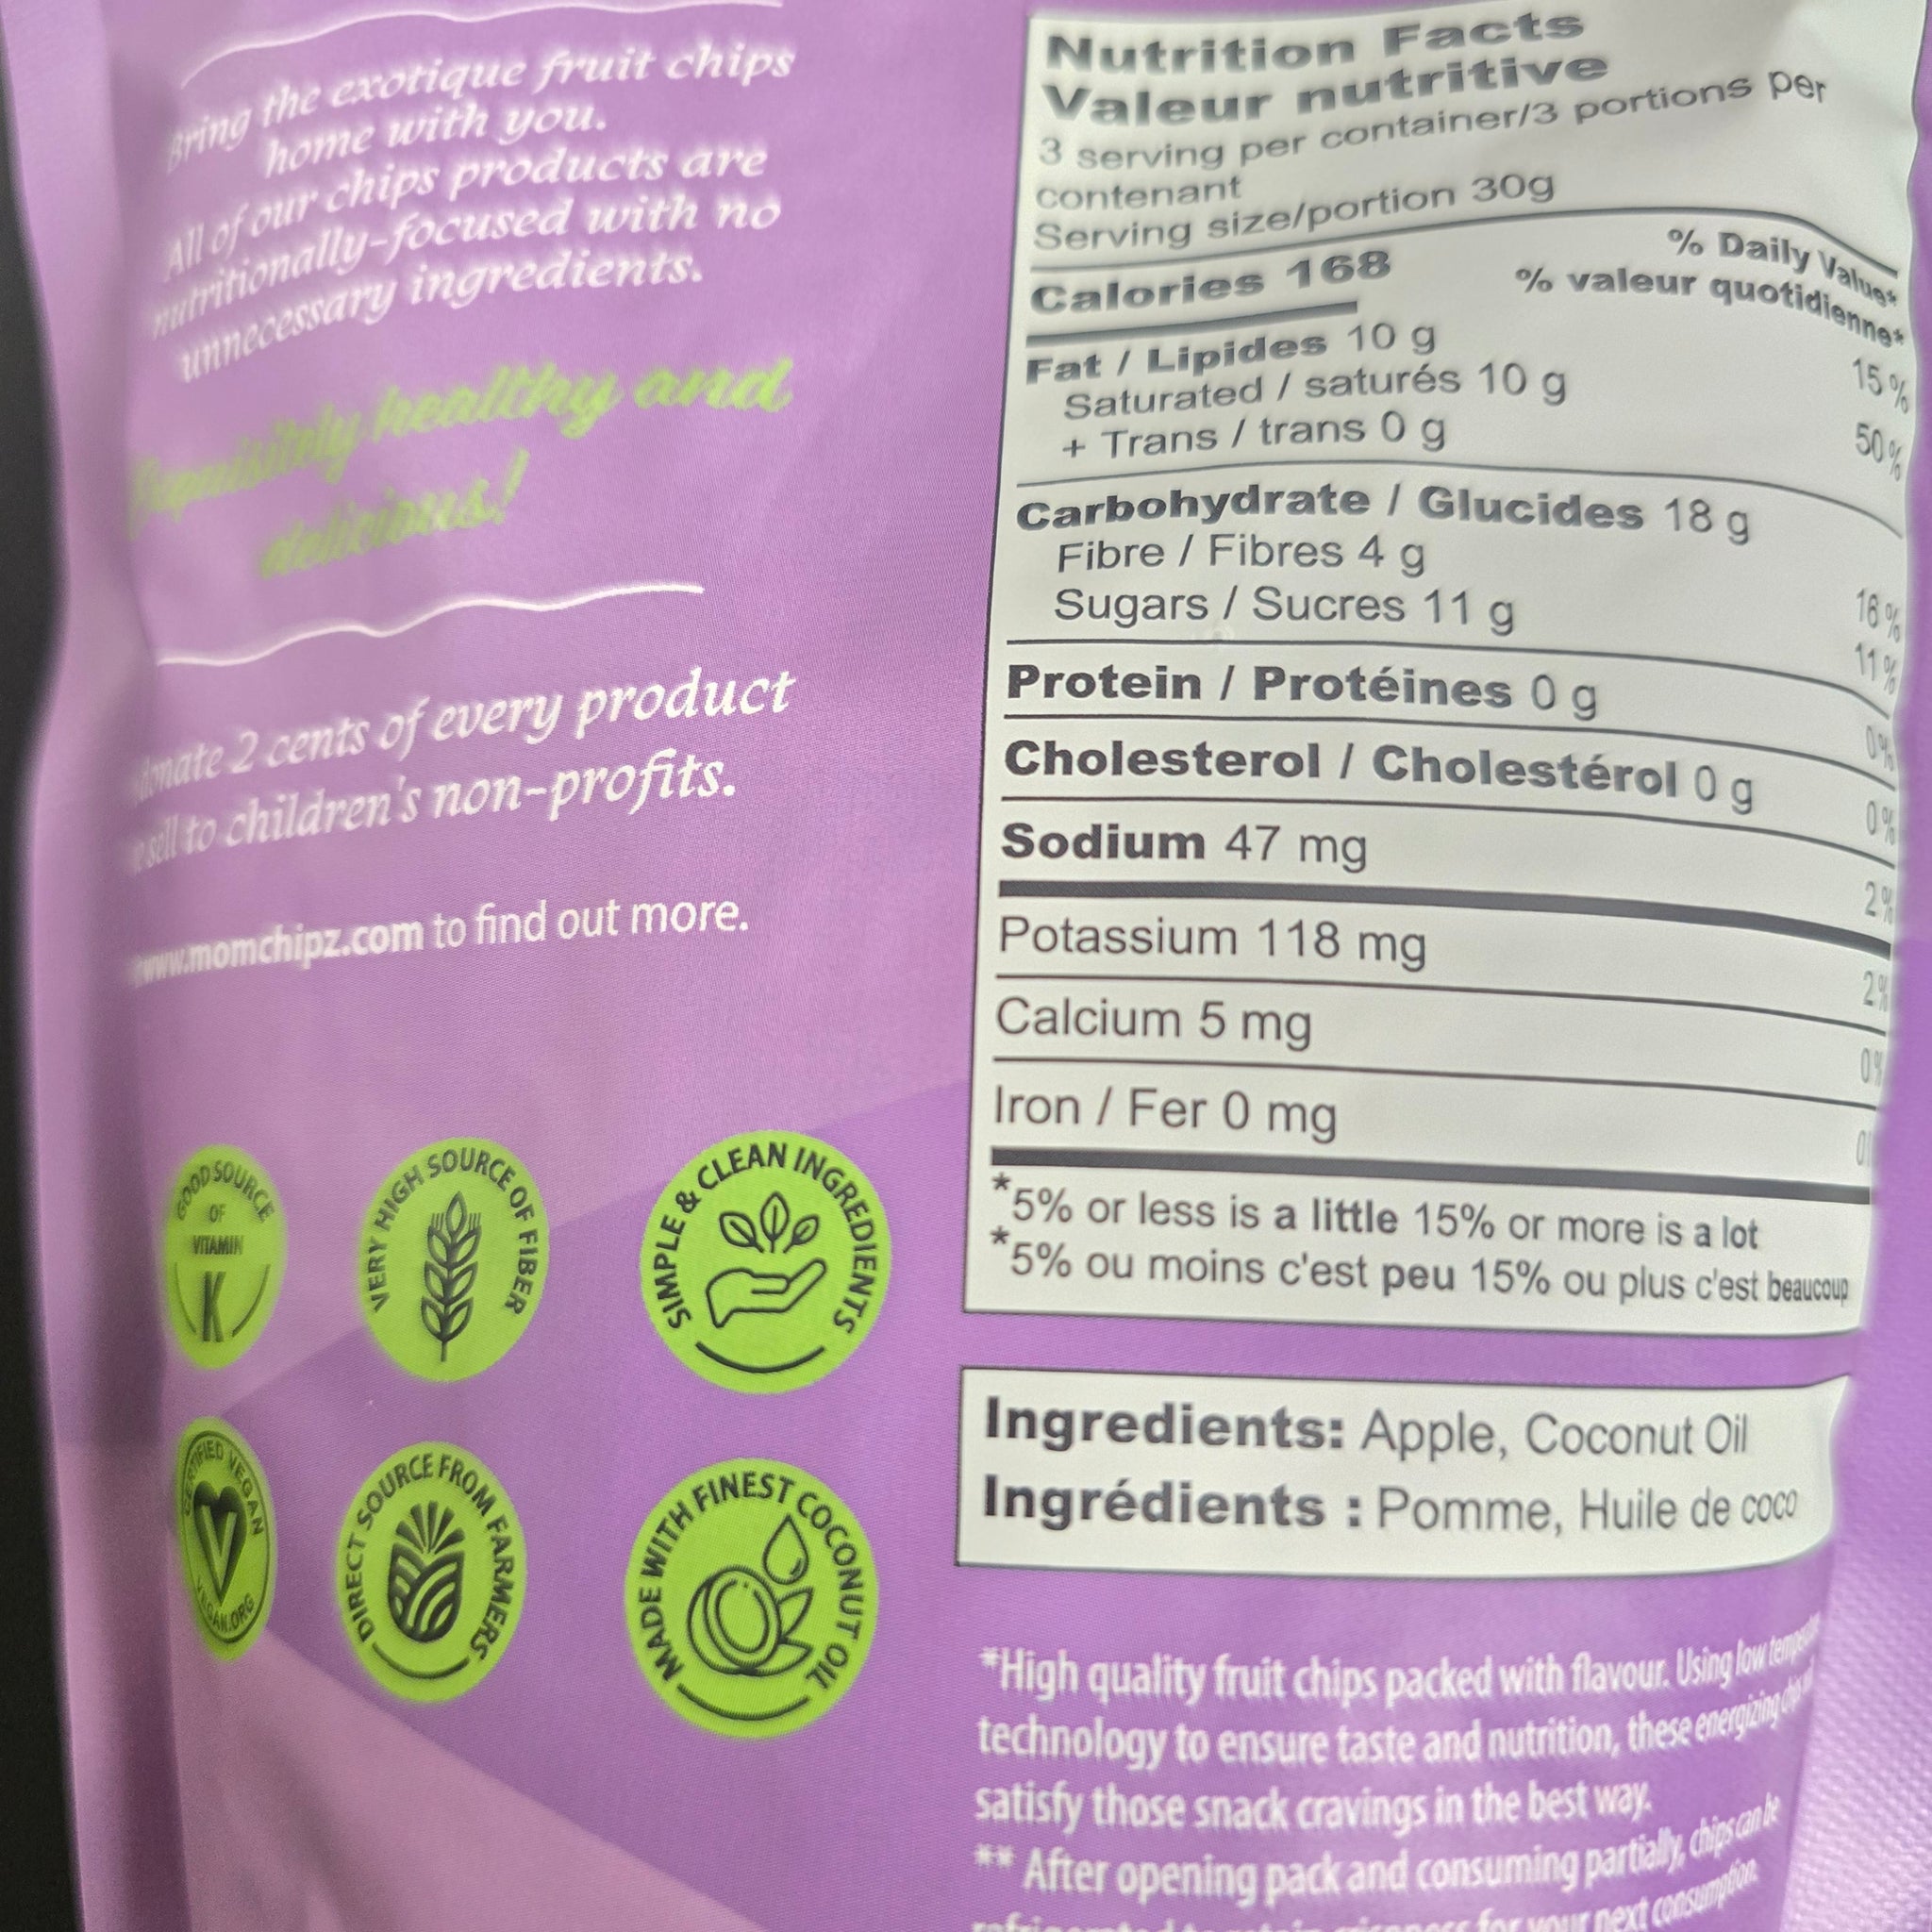 Bring the exotique fruit chips
home with you.
All of our chips products are
nutritionally-focused with no
unnecessary ingredients.
Exquisitely healthy and
delicious!
donate 2 cents of every product
sell to children's non-profits.
www.momchipz.com to find out more.
GOOD SOURCE
OF
VITAMIN
K
VERY HIGH SOURCE OF FIBER
SIMPLE & CLEAN INGREDIENTS
CERTIFIED VEGAN
V
VEGAN.ORG
DIRECT SOURCE FROM FARMERS
MADE WITH FINEST COCONUT OIL
Nutrition Facts
Valeur nutritive
3 serving per container/3 portions per
contenant
Serving size/portion 30g
% Daily Value*
Calories 168 % valeur quotidienne*
Fat / Lipides 10 g 15 %
Saturated / saturés 10 g
+ Trans / trans 0 g 50 %
Carbohydrate / Glucides 18 g
Fibre / Fibres 4 g 16 %
Sugars / Sucres 11 g 11 %
Protein / Protéines 0 g 0 %
Cholesterol / Cholestérol 0 g 0 %
Sodium 47 mg 2 %
Potassium 118 mg 2 %
Calcium 5 mg 0 %
Iron / Fer 0 mg 0
*5% or less is a little 15% or more is a lot
*5% ou moins c'est peu 15% ou plus c'est beaucoup
Ingredients: Apple, Coconut Oil
Ingrédients : Pomme, Huile de coco
*High quality fruit chips packed with flavour. Using low
technology to ensure taste and nutrition, these energizing
satisfy those snack cravings in the best way.
** After opening pack and consuming partially, chips can be
for your next consumption.